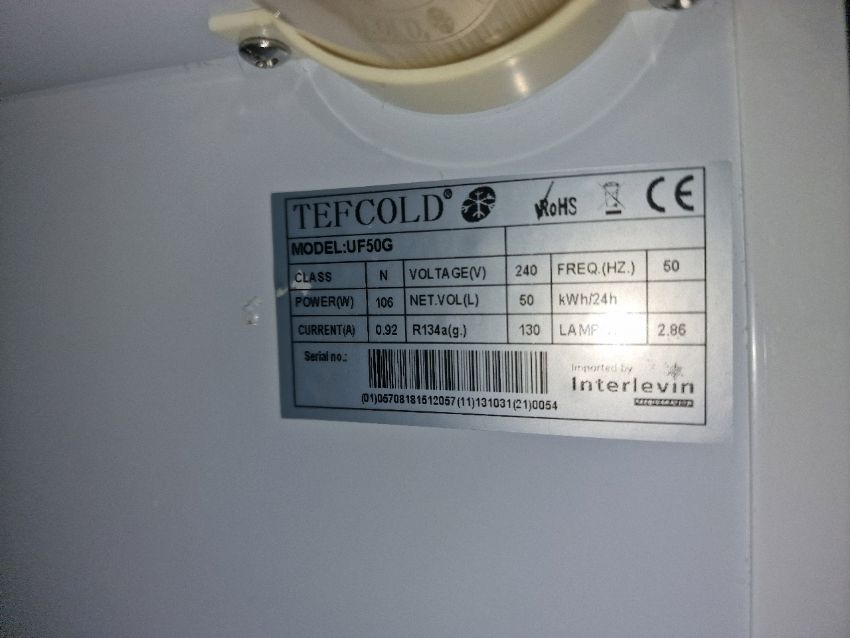 TEFCOLD® RoHS CE
MODEL:UF50G
CLASS N VOLTAGE(V) 240 FREQ.(HZ.) 50
POWER(W) 106 NET.VOL(L) 50 kWh/24h
CURRENT(A) 0.92 R134a(g.) 130 LAMP 2.86
Serial no.:
Imported by
Interlevin
(01)05708181512057(11)131031(21)0054